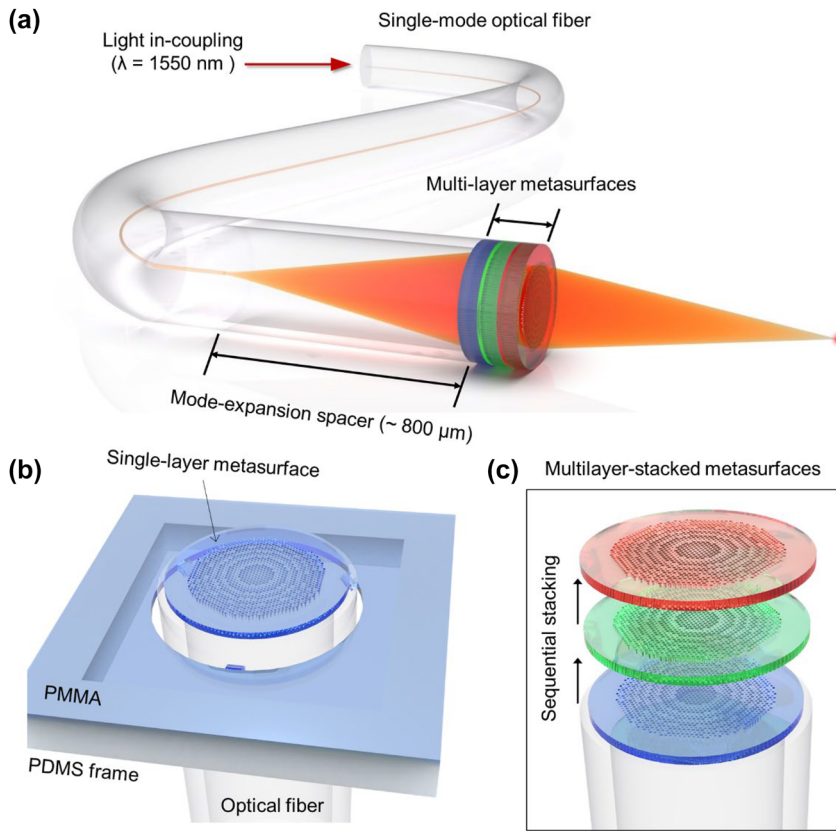 (a)
Single-mode optical fiber
Light in-coupling
(λ = 1550 nm )
Multi-layer metasurfaces
Mode-expansion spacer (~ 800 μm)
(b)
Single-layer metasurface
PMMA
PDMS frame
Optical fiber
(c)
Multilayer-stacked metasurfaces
Sequential stacking